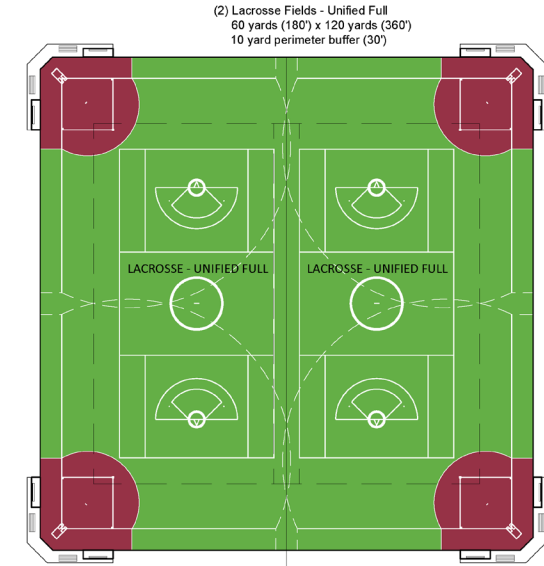 (2) Lacrosse Fields - Unified Full
60 yards (180') x 120 yards (360')
10 yard perimeter buffer (30')
LACROSSE - UNIFIED FULL
LACROSSE - UNIFIED FULL